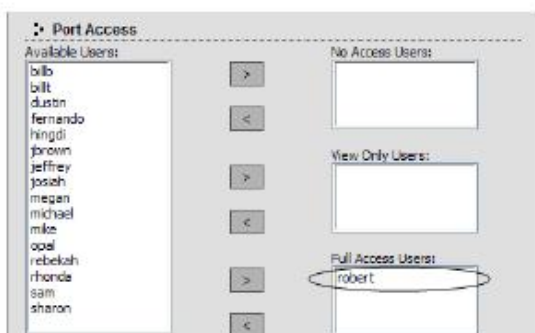 Port Access
Available Users:
billb
billt
dustin
fernando
hingdi
jbrown
jeffrey
josiah
megan
michael
mike
opal
rebekah
rhonda
sam
sharon
>
<
>
<
>
<
No Access Users:
View Only Users:
Full Access Users:
robert